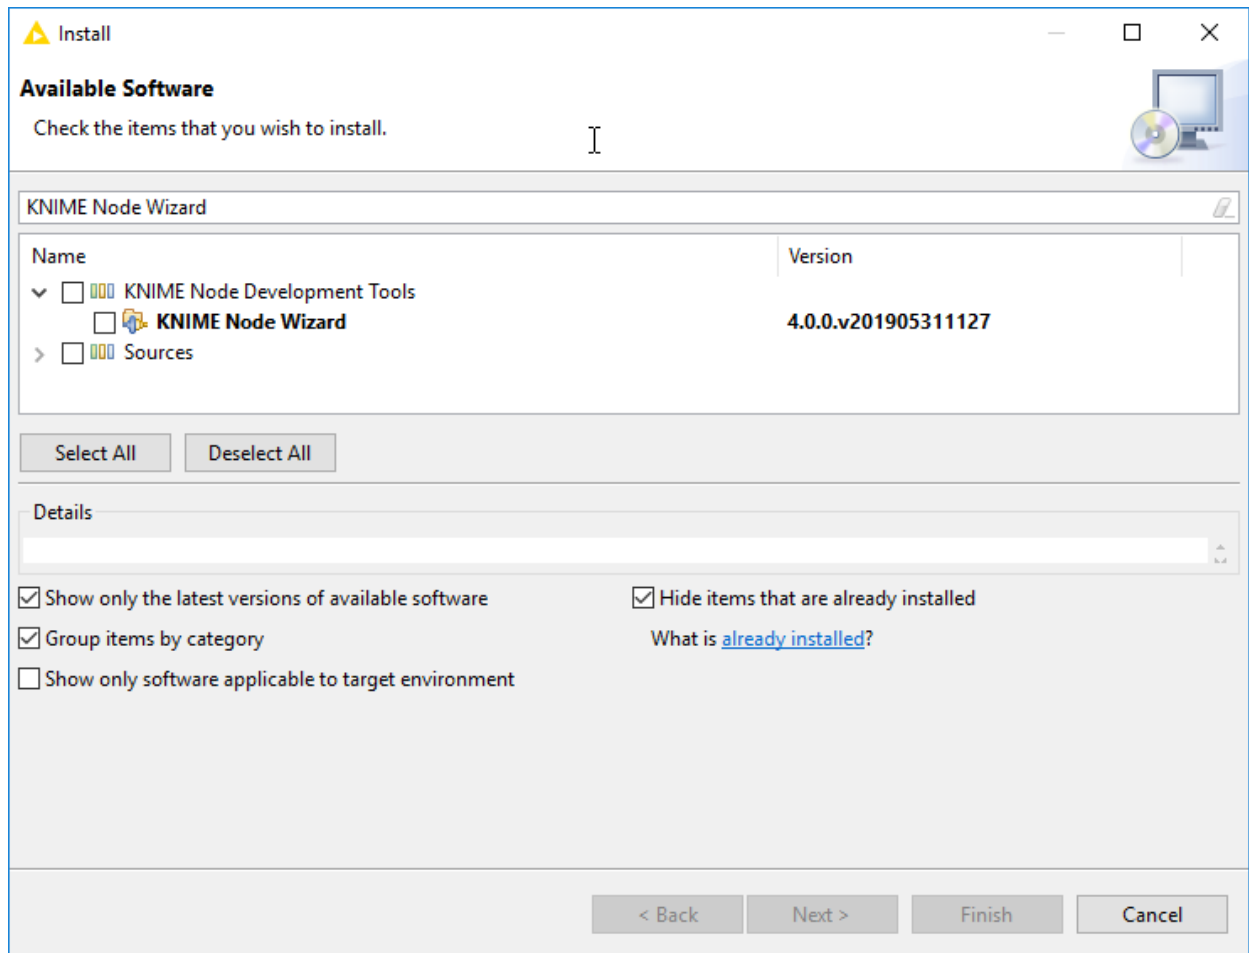 Install
Available Software
Check the items that you wish to install.
KNIME Node Wizard
Name Version
KNIME Node Development Tools
KNIME Node Wizard 4.0.0.v201905311127
Sources
Select All Deselect All
Details
Show only the latest versions of available software Hide items that are already installed
Group items by category What is already installed?
Show only software applicable to target environment
< Back Next > Finish Cancel